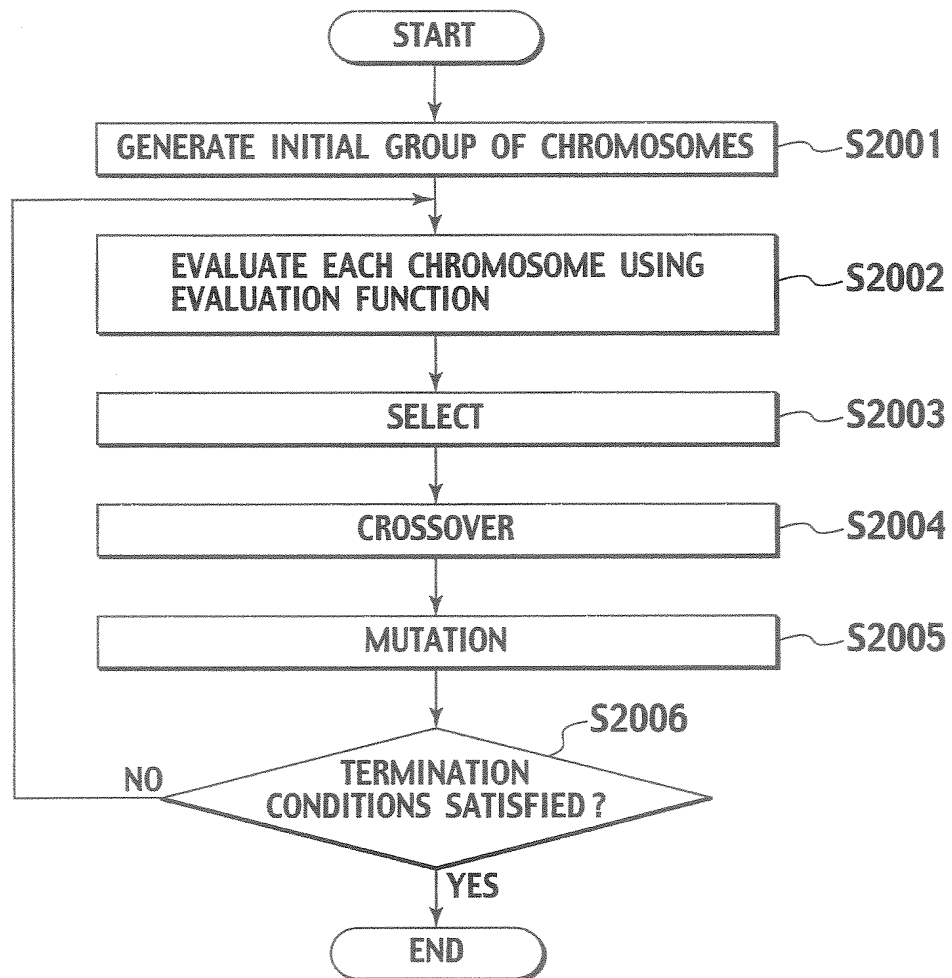 START
GENERATE INITIAL GROUP OF CHROMOSOMES
S2001
EVALUATE EACH CHROMOSOME USING
EVALUATION FUNCTION
S2002
SELECT
S2003
CROSSOVER
S2004
MUTATION
S2005
S2006
TERMINATION
CONDITIONS SATISFIED?
NO
YES
END